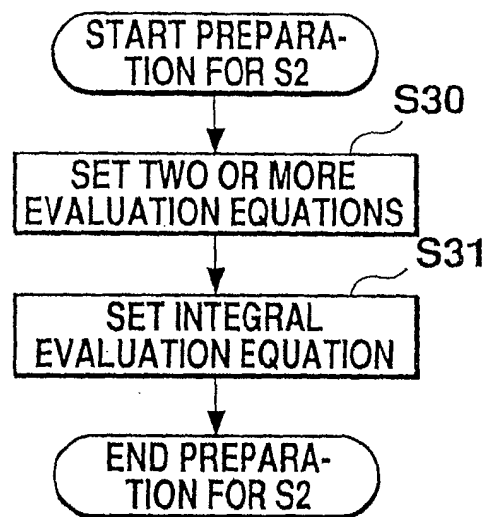 START PREPARA-
TION FOR S2
S30
SET TWO OR MORE
EVALUATION EQUATIONS
S31
SET INTEGRAL
EVALUATION EQUATION
END PREPARA-
TION FOR S2